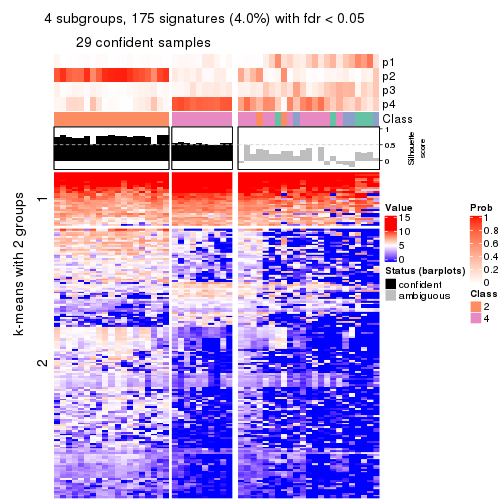 4 subgroups, 175 signatures (4.0%) with fdr < 0.05
29 confident samples
p1
p2
p3
p4
Class
1
0.5
0
Silhouette
score
k-means with 2 groups
1
2
Value
15
10
5
0
Status (barplots)
confident
ambiguous
Prob
1
0.8
0.6
0.4
0.2
0
Class
2
4